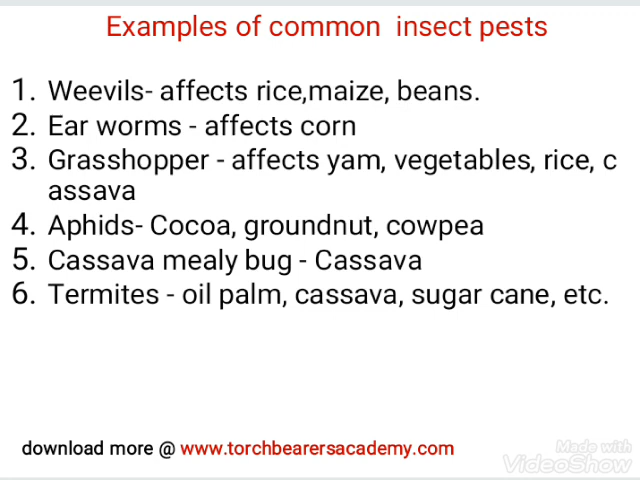 Examples of common insect pests
1. Weevils- affects rice,maize, beans.
2. Ear worms - affects corn
3. Grasshopper - affects yam, vegetables, rice, c
assava
4. Aphids- Cocoa, groundnut, cowpea
5. Cassava mealy bug - Cassava
6. Termites - oil palm, cassava, sugar cane, etc.
download more @ www.torchbearersacademy.com
Made with
VideoShow